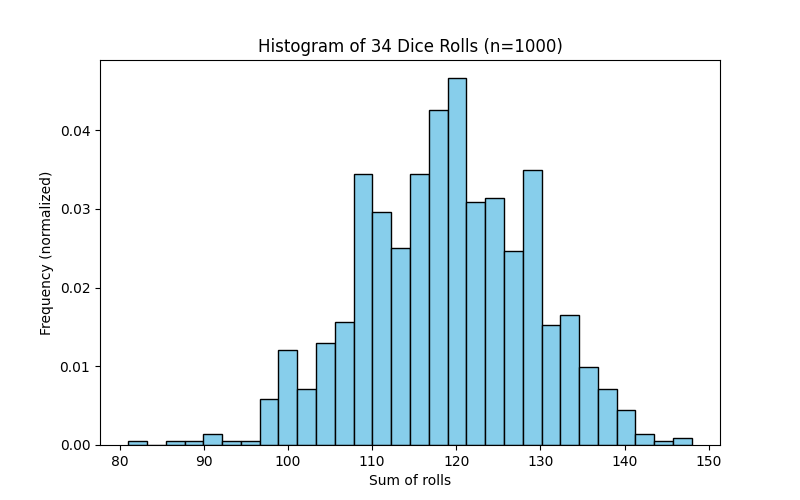 Histogram of 34 Dice Rolls (n=1000)
Frequency (normalized)
0.04
0.03
0.02
0.01
0.00
80 90 100 110 120 130 140 150
Sum of rolls